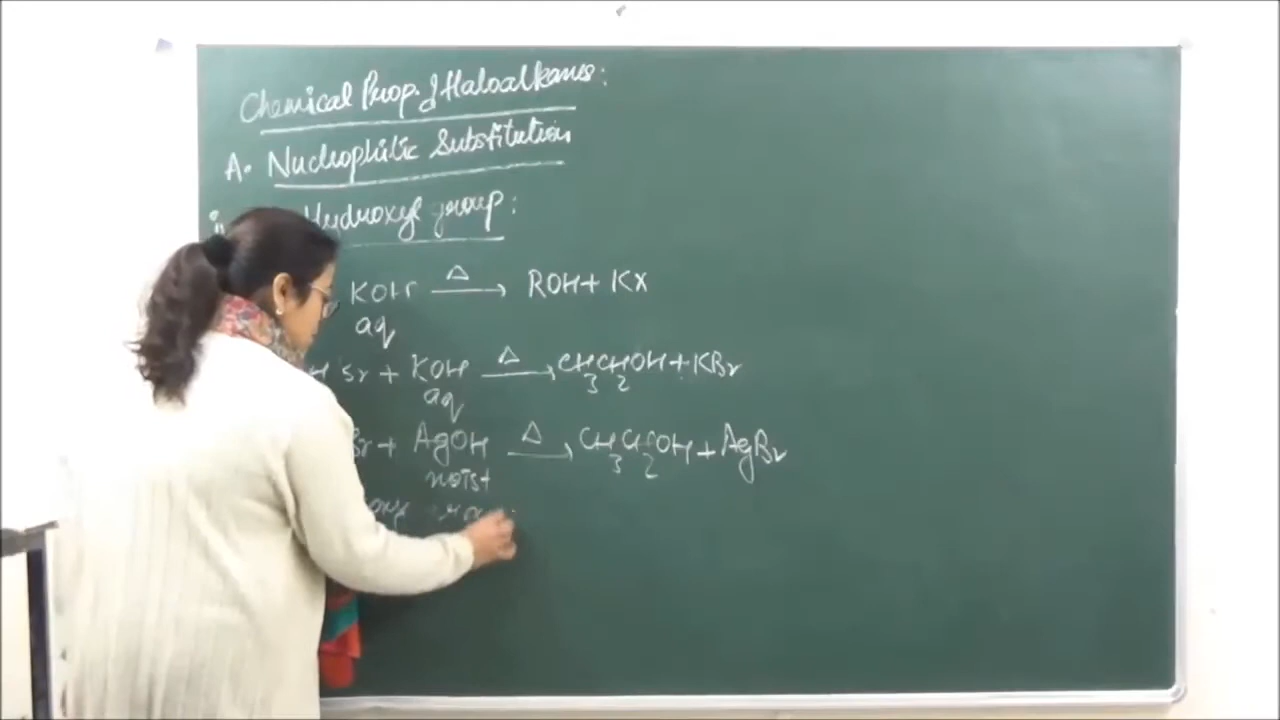 Chemical Prop. of Haloalkanes:
A. Nucleophilic Substitution
Hydroxyl group:
KOH △→ ROH + KX
aq
Br + KOH △→ CH3CH2OH + KBr
aq
Br + AgOH △→ CH3CH2OH + AgBr
moist